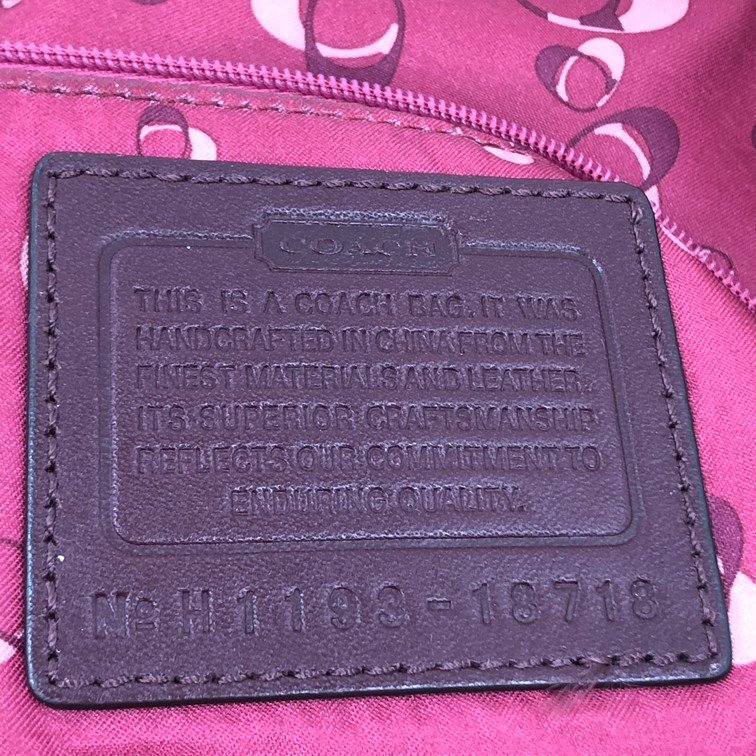 COACH
THIS IS A COACH BAG. IT WAS
HANDCRAFTED IN CHINA FROM THE
FINEST MATERIALS AND LEATHER.
ITS SUPERIOR CRAFTSMANSHIP
REFLECTS OUR COMMITMENT TO
ENDURING QUALITY.
No H1193-18718